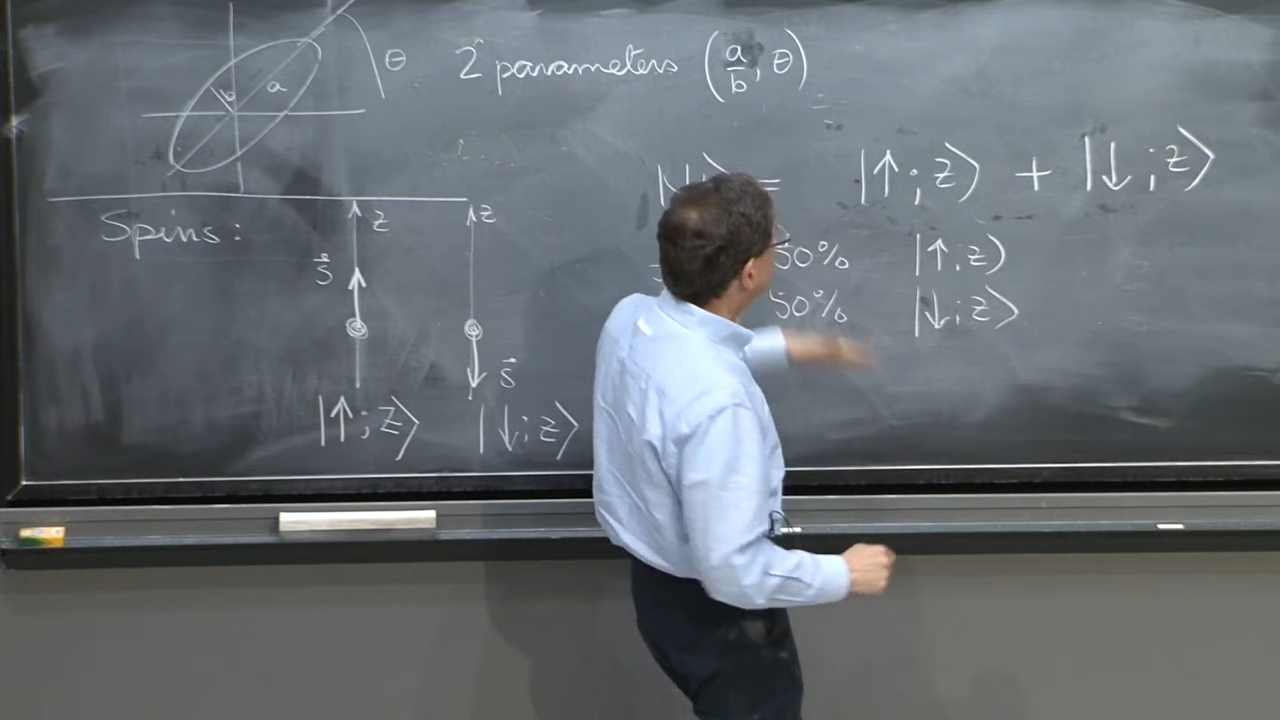 b a θ 2 parameters (a/b, θ)
|Ψ⟩ = |↑;z⟩ + |↓;z⟩
Spins: z z
S⃗ 50% |↑;z)
50% |↓;z⟩
S⃗
|↑;z⟩ |↓;z⟩